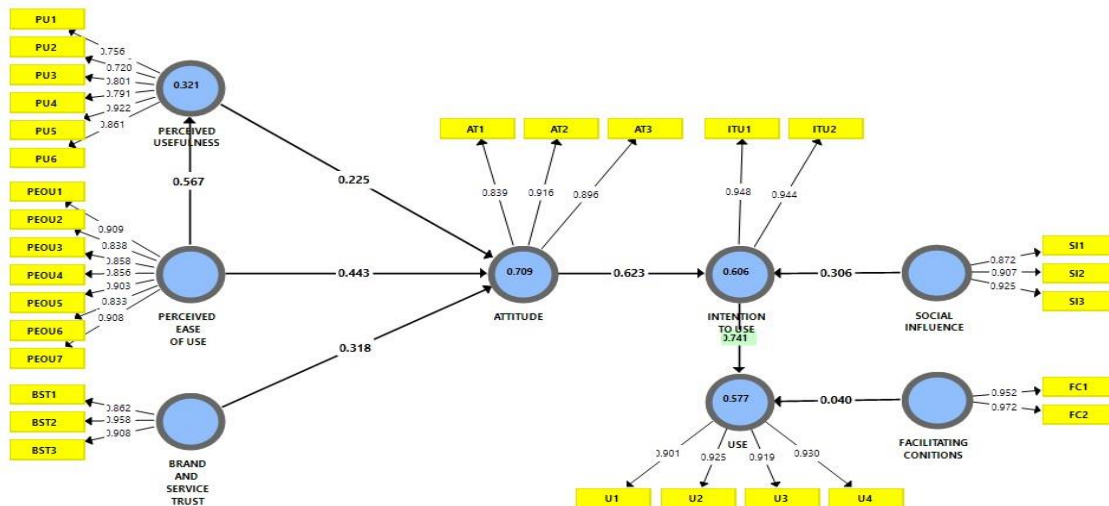 PU1
PU2
PU3
PU4
PU5
PU6
0.756
0.720
0.801
0.791
0.922
0.861
0.321
PERCEIVED
USEFULNESS
0.567
PEOU1
PEOU2
PEOU3
PEOU4
PEOU5
PEOU6
PEOU7
0.909
0.838
0.858
0.856
0.903
0.833
0.908
PERCEIVED
EASE
OF USE
BST1
BST2
BST3
0.862
0.958
0.908
BRAND
AND
SERVICE
TRUST
0.225
0.443
0.318
AT1
AT2
AT3
0.839
0.916
0.896
0.709
ATTITUDE
0.623
ITU1
ITU2
0.948
0.944
0.606
INTENTION
TO USE
0.741
0.306
SOCIAL
INFLUENCE
0.872
0.907
0.925
SI1
SI2
SI3
0.577
USE
0.040
FACILITATING
CONITIONS
0.952
0.972
FC1
FC2
0.901
0.925
0.919
0.930
U1
U2
U3
U4